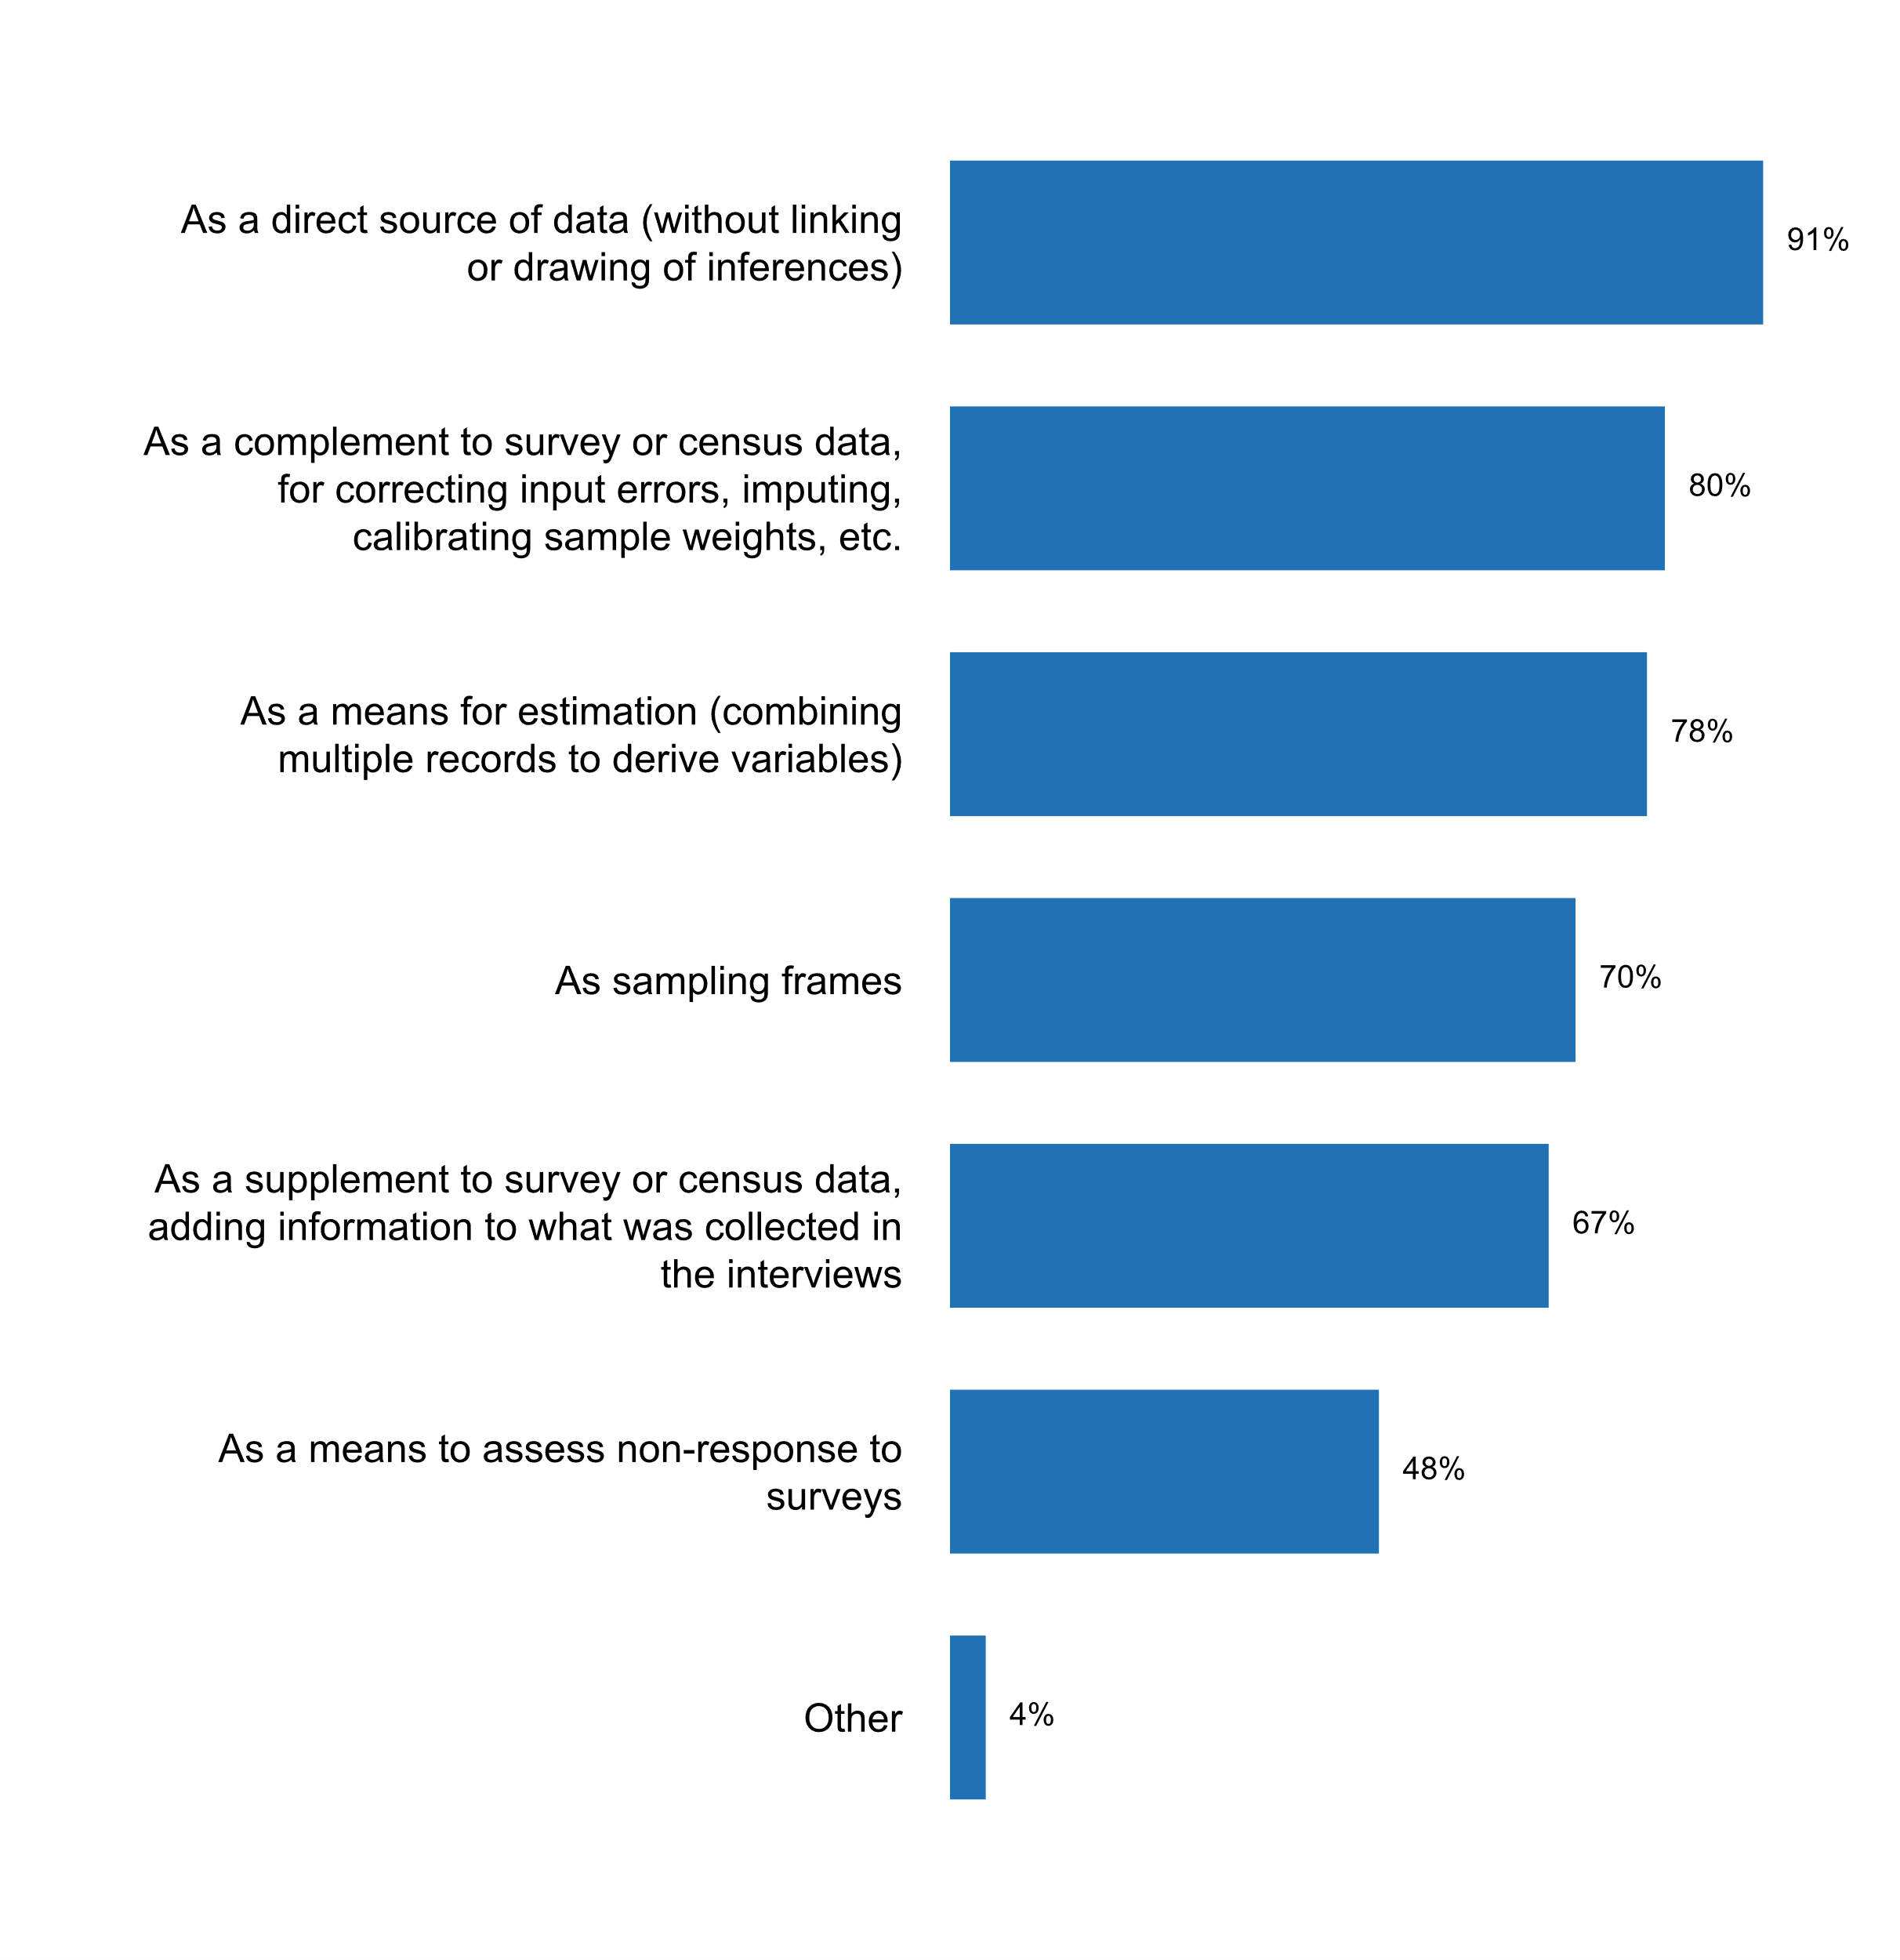 As a direct source of data (without linking
or drawing of inferences)
91%
As a complement to survey or census data,
for correcting input errors, imputing,
calibrating sample weights, etc.
80%
As a means for estimation (combining
multiple records to derive variables)
78%
As sampling frames
70%
As a supplement to survey or census data,
adding information to what was collected in
the interviews
67%
As a means to assess non-response to
surveys
48%
Other
4%